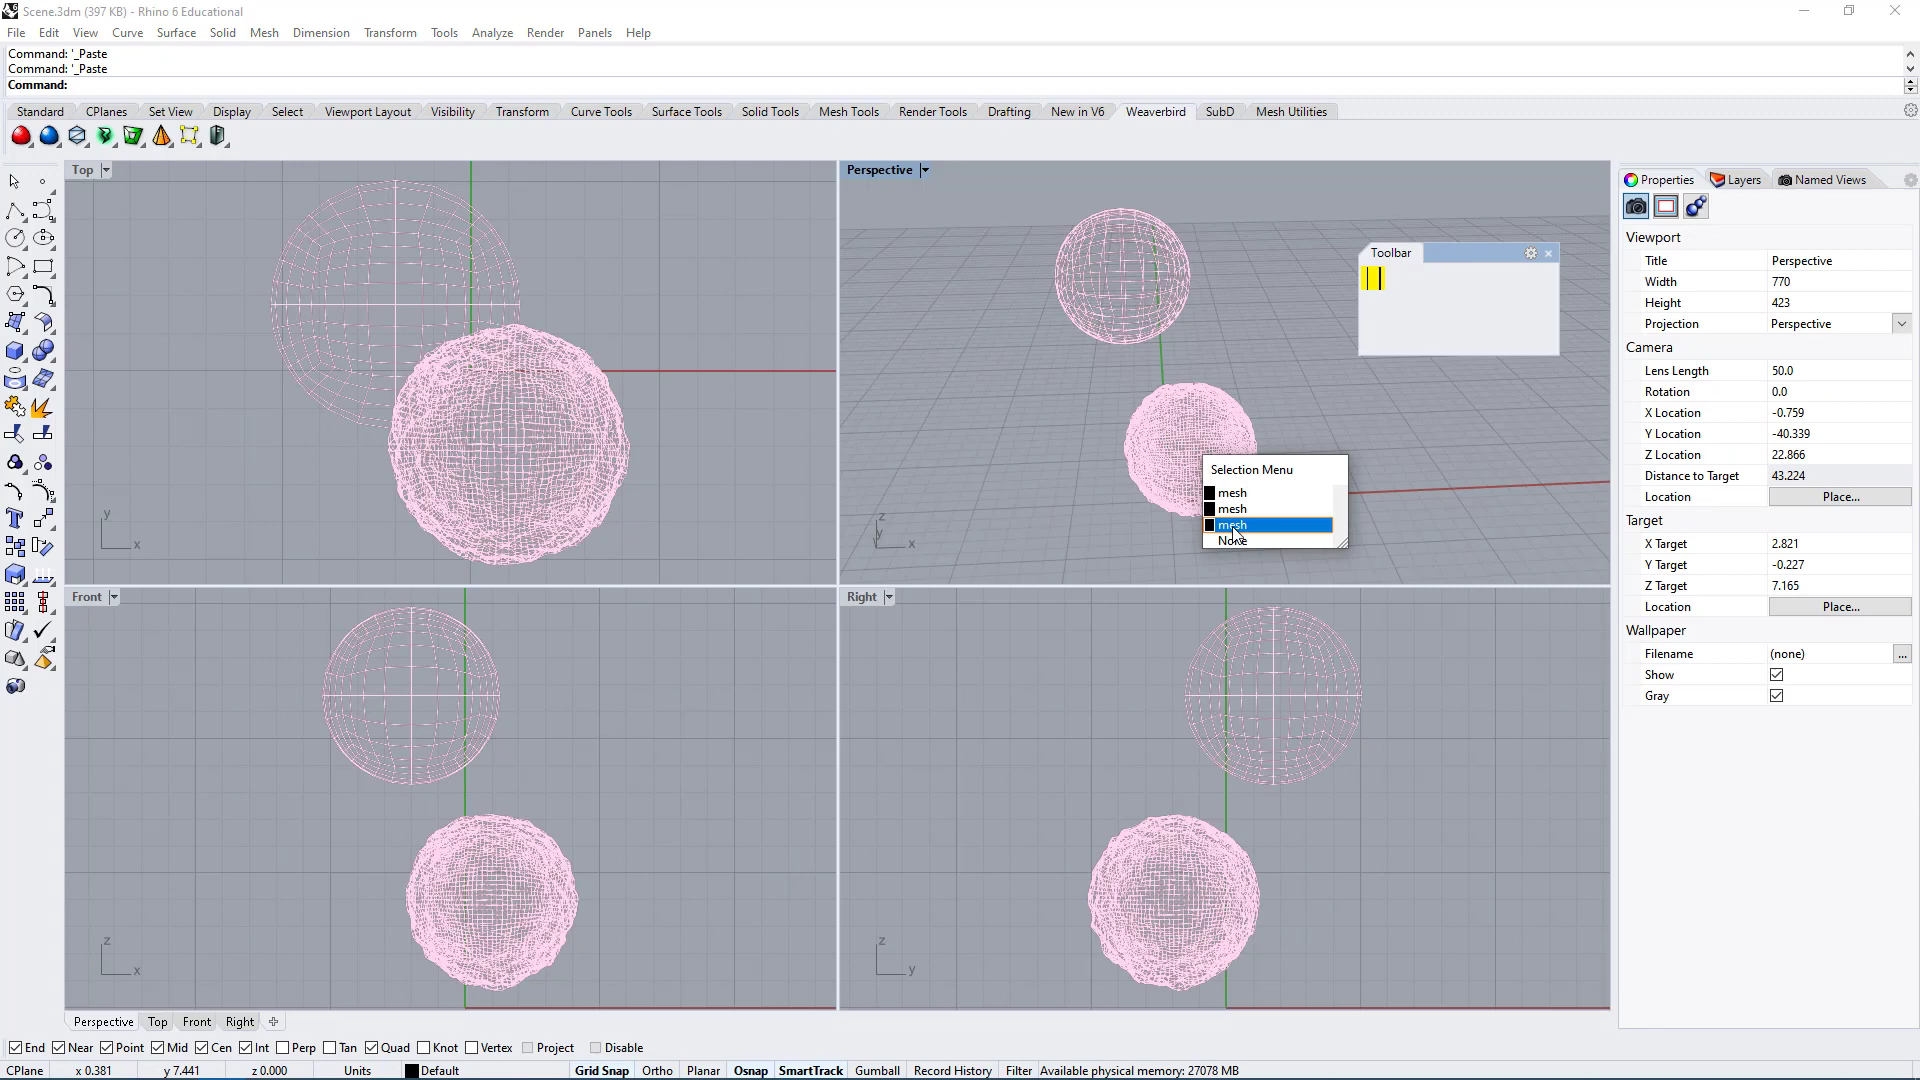 Scene.3dm (397 KB) - Rhino 6 Educational
File Edit View Curve Surface Solid Mesh Dimension Transform Tools Analyze Render Panels Help
Command: '_Paste
Command: '_Paste
Command:
Standard CPlanes Set View Display Select Viewport Layout Visibility Transform Curve Tools Surface Tools Solid Tools Mesh Tools Render Tools Drafting New in V6 Weaverbird SubD Mesh Utilities
Top
y
x
Perspective
Toolbar
Selection Menu
mesh
mesh
mesh
None
z
y
x
Front
z
x
Right
z
y
Properties Layers Named Views
Viewport
Title Perspective
Width 770
Height 423
Projection Perspective
Camera
Lens Length 50.0
Rotation 0.0
X Location -0.759
Y Location -40.339
Z Location 22.866
Distance to Target 43.224
Location Place...
Target
X Target 2.821
Y Target -0.227
Z Target 7.165
Location Place...
Wallpaper
Filename (none) ...
Show
Gray
Perspective Top Front Right
End Near Point Mid Cen Int Perp Tan Quad Knot Vertex Project Disable
CPlane x 0.381 y 7.441 z 0.000 Units Default Grid Snap Ortho Planar Osnap SmartTrack Gumball Record History Filter Available physical memory: 27078 MB